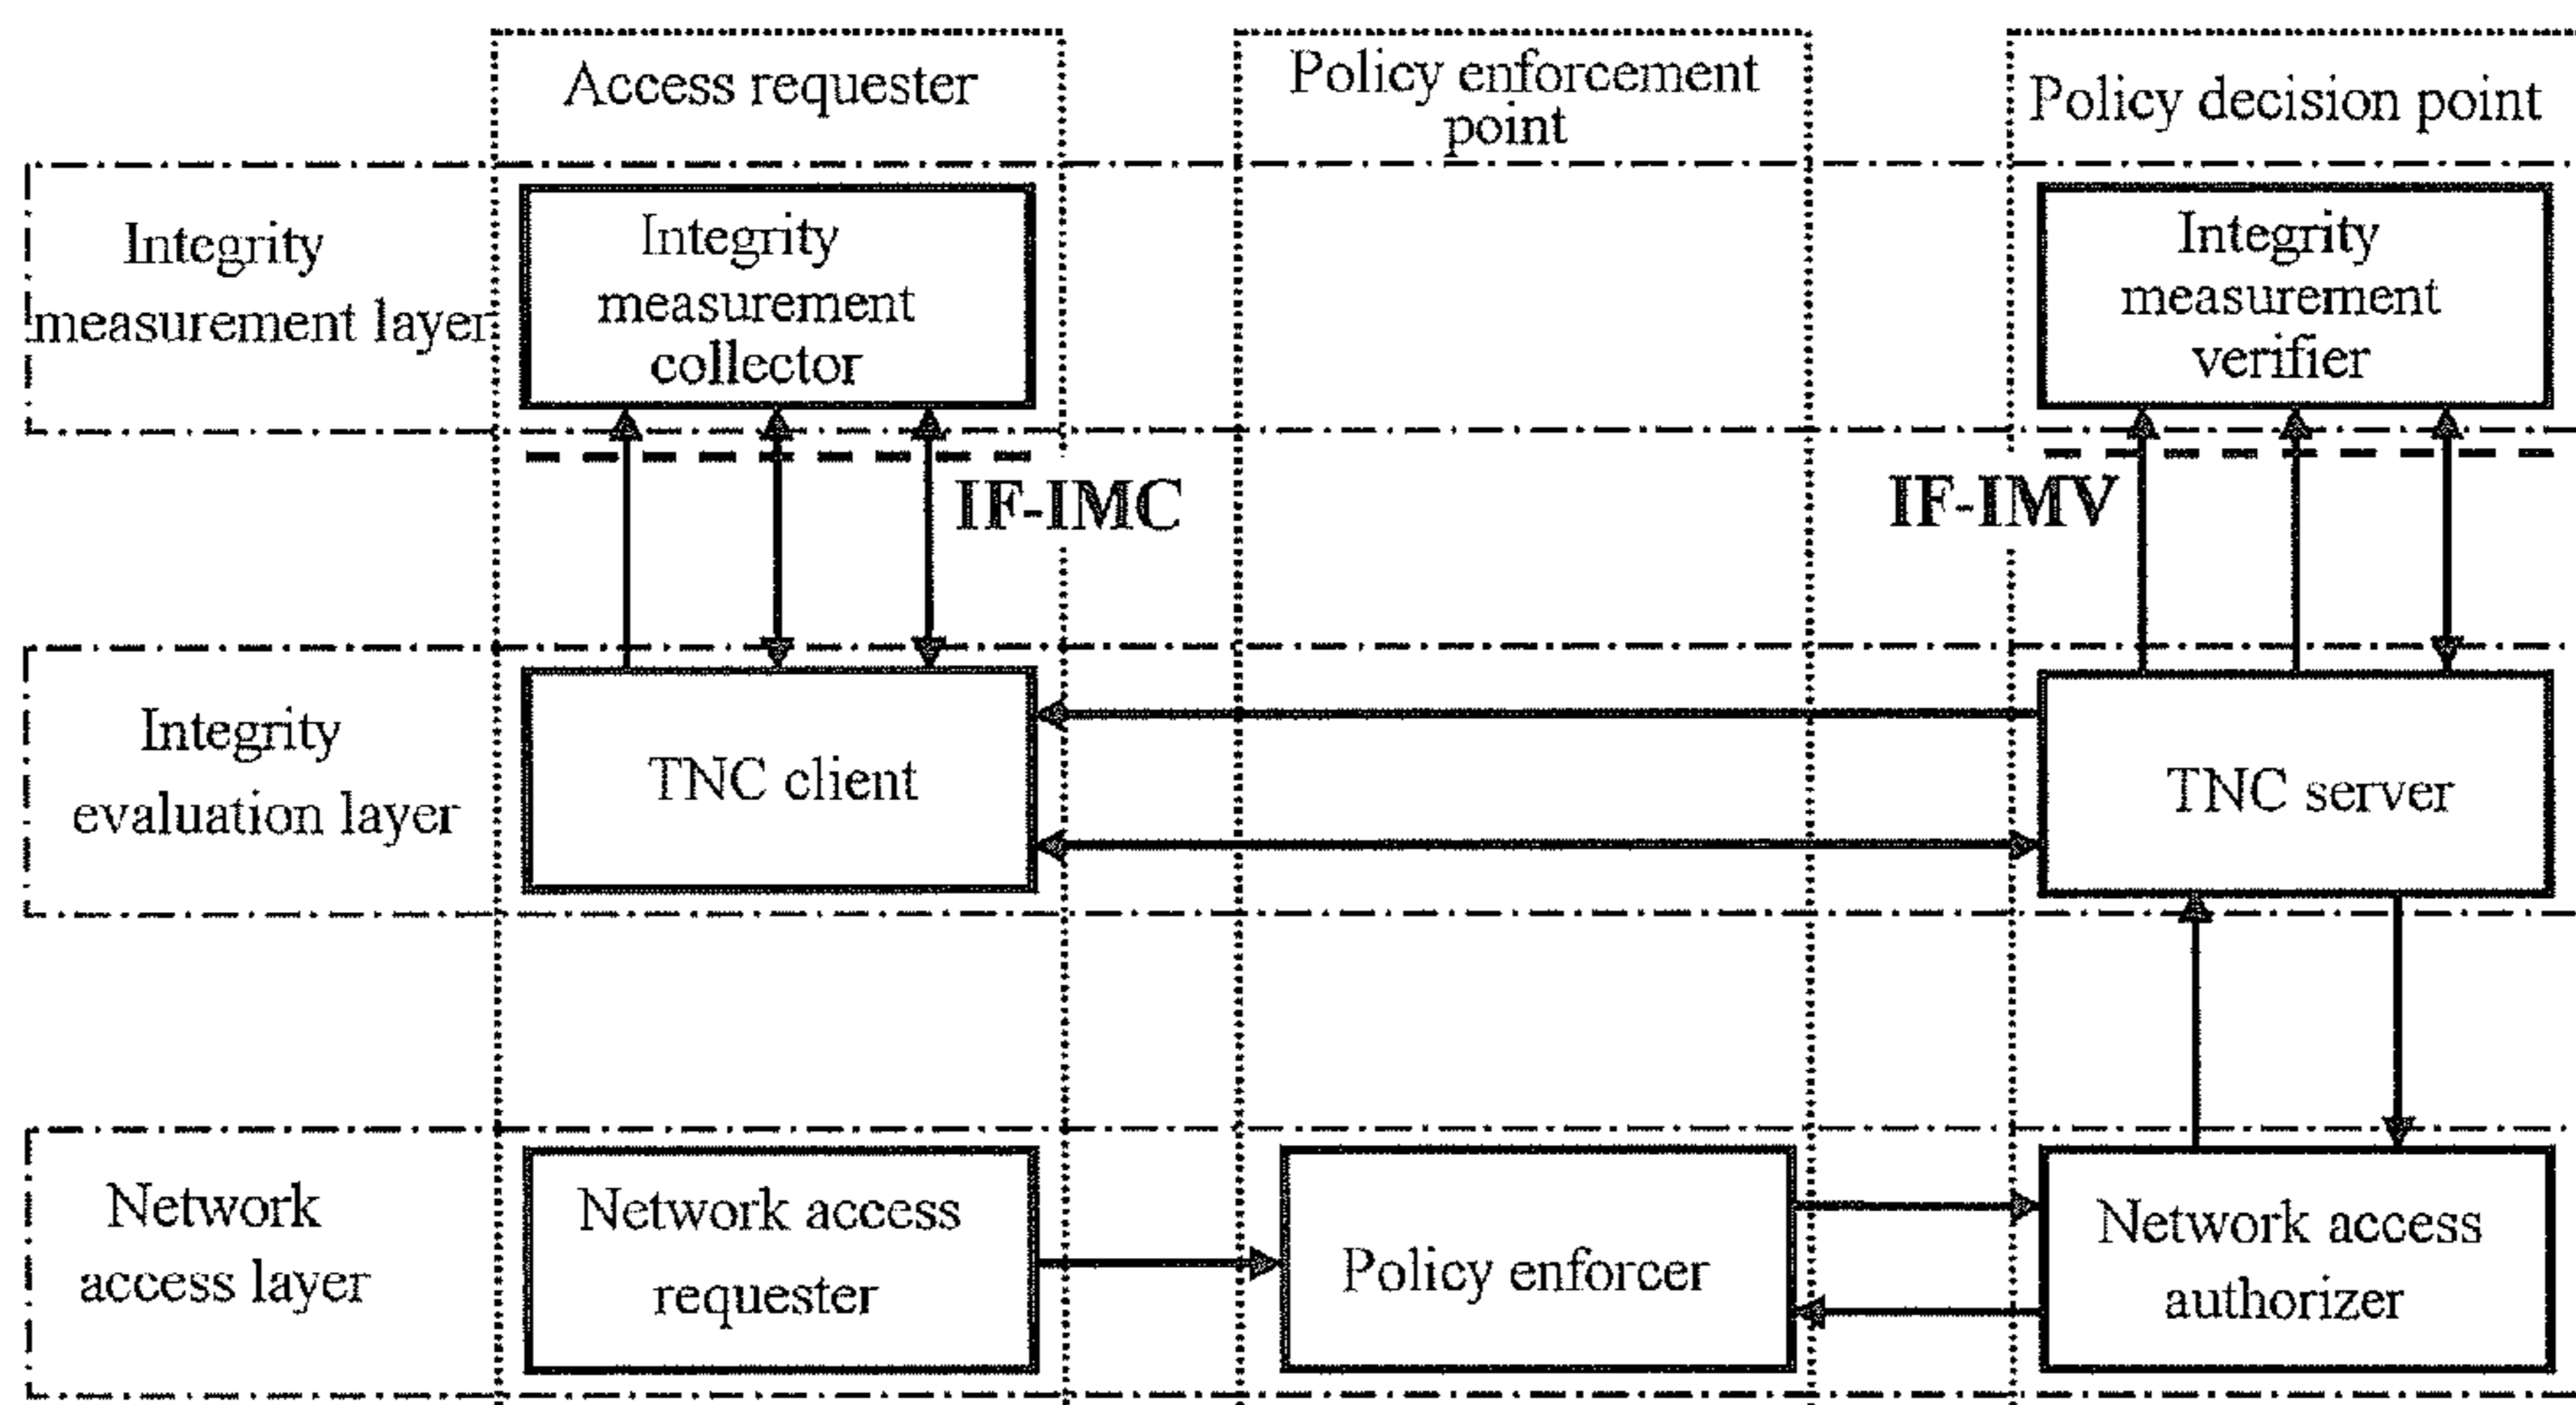 Access requester
Policy enforcement
point
Policy decision point
Integrity
measurement layer
Integrity
measurement
collector
Integrity
measurement
verifier
IF-IMC
IF-IMV
Integrity
evaluation layer
TNC client
TNC server
Network
access layer
Network access
requester
Policy enforcer
Network access
authorizer